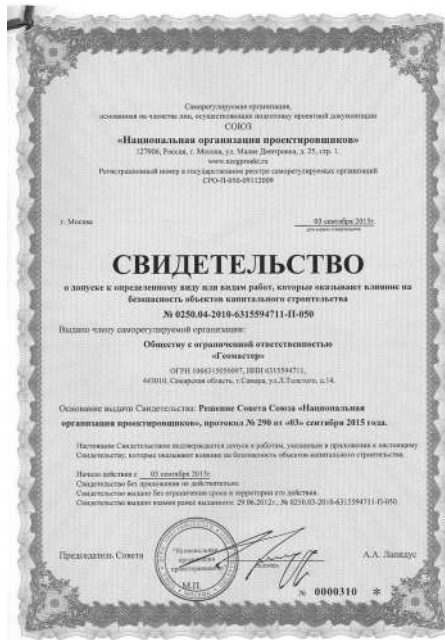 Саморегулируемая организация,
основанная на членстве лиц, осуществляющих подготовку проектной документации
СОЮЗ
«Национальная организация проектировщиков»
127006, Россия, г. Москва, ул. Малая Дмитровка, д. 25, стр. 1.
Регистрационный номер в государственном реестре саморегулируемых организаций
СРО-П-050-09112009
г. Москва
03 сентября 2015г.
СВИДЕТЕЛЬСТВО
о допуске к определенному виду или видам работ, которые оказывают влияние на
безопасность объектов капитального строительства
№ 0250.04-2010-6315594711-П-050
Выдано члену саморегулируемой организации:
Обществу с ограниченной ответственностью
«Геомастер»
ОГРН ИНН 6315594711,
443010, Самарская область, г.Самара, ул.Л.Толстого, д.14.
Основание выдачи Свидетельства: Решение Совета Союза «Национальная
организация проектировщиков», протокол № 290 от «03» сентября 2015 года.
Настоящим Свидетельством подтверждается допуск к работам, указанным в приложении к настоящему
Свидетельству, которые оказывают влияние на безопасность объектов капитального строительства.
Начало действия с 03 сентября 2015г.
Свидетельство без приложения не действительно.
Свидетельство выдано без ограничения срока и территории его действия.
Свидетельство выдано взамен ранее выданного: 29.06.2012г., № 0250.03-2010-6315594711-П-050.
Председатель Совета
А.А. Лапидус
"Национальная
организация
проектировщиков"
М.П.
подпись
№ 0000310 *